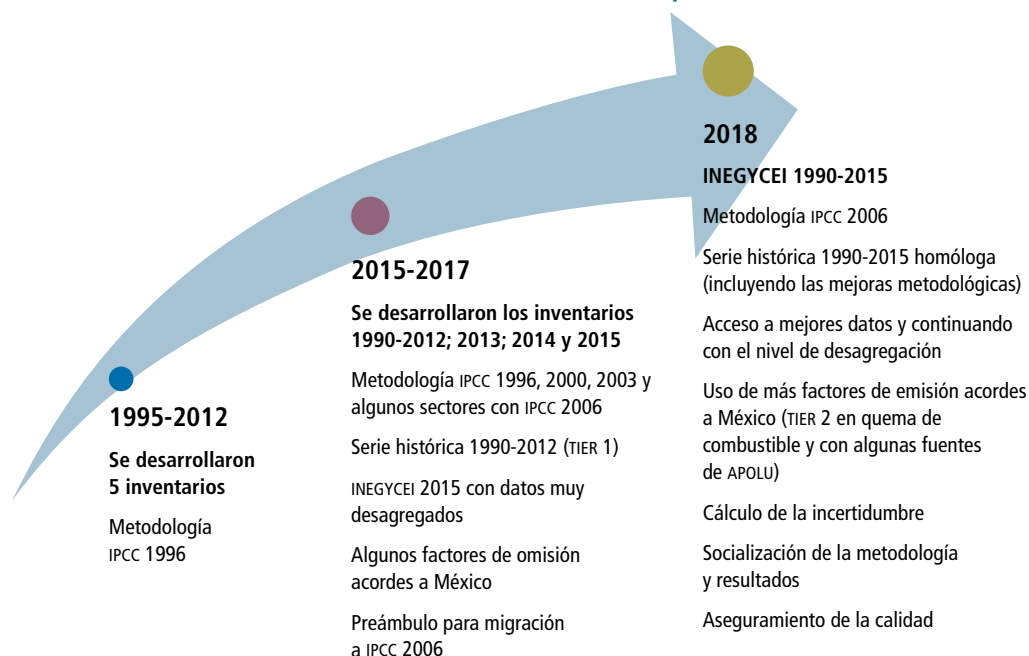 1995-2012
Se desarrollaron
5 inventarios
Metodología
IPCC 1996
2015-2017
Se desarrollaron los inventarios
1990-2012; 2013; 2014 y 2015
Metodología IPCC 1996, 2000, 2003 y
algunos sectores con IPCC 2006
Serie histórica 1990-2012 (TIER 1)
INEGYCEI 2015 con datos muy
desagregados
Algunos factores de omisión
acordes a México
Preámbulo para migración
a IPCC 2006
2018
INEGYCEI 1990-2015
Metodología IPCC 2006
Serie histórica 1990-2015 homóloga
(incluyendo las mejoras metodológicas)
Acceso a mejores datos y continuando
con el nivel de desagregación
Uso de más factores de emisión acordes
a México (TIER 2 en quema de
combustible y con algunas fuentes
de APOLU)
Cálculo de la incertidumbre
Socialización de la metodología
y resultados
Aseguramiento de la calidad